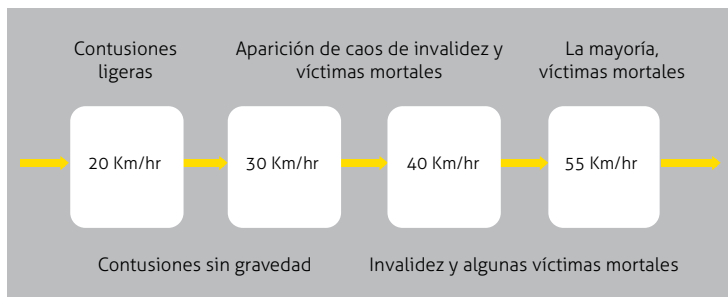 Contusiones
ligeras
Aparición de caos de invalidez y
víctimas mortales
La mayoría,
víctimas mortales
20 Km/hr
30 Km/hr
40 Km/hr
55 Km/hr
Contusiones sin gravedad
Invalidez y algunas víctimas mortales